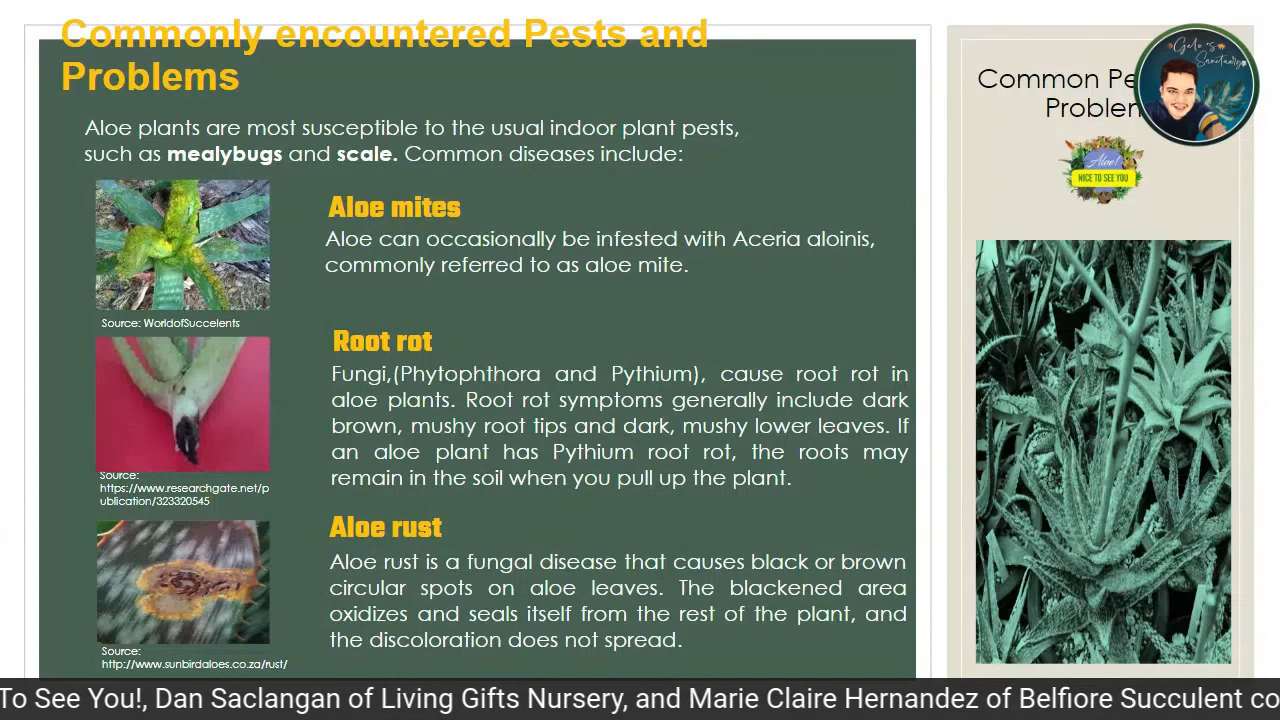 Commonly encountered Pests and
Problems
Aloe plants are most susceptible to the usual indoor plant pests,
such as mealybugs and scale. Common diseases include:
Aloe mites
Aloe can occasionally be infested with Aceria aloinis,
commonly referred to as aloe mite.
Source: WorldofSuccelents
Root rot
Fungi,(Phytophthora and Pythium), cause root rot in
aloe plants. Root rot symptoms generally include dark
brown, mushy root tips and dark, mushy lower leaves. If
an aloe plant has Pythium root rot, the roots may
remain in the soil when you pull up the plant.
Source:
https://www.researchgate.net/p
ublication/323320545
Aloe rust
Aloe rust is a fungal disease that causes black or brown
circular spots on aloe leaves. The blackened area
oxidizes and seals itself from the rest of the plant, and
the discoloration does not spread.
Source:
http://www.sunbirdaloes.co.za/rust/
Common
Gelo's
Sanctuary
Aloe!
NICE TO SEE YOU
To See You!, Dan Saclangan of Living Gifts Nursery, and Marie Claire Hernandez of Belfiore Succulent co